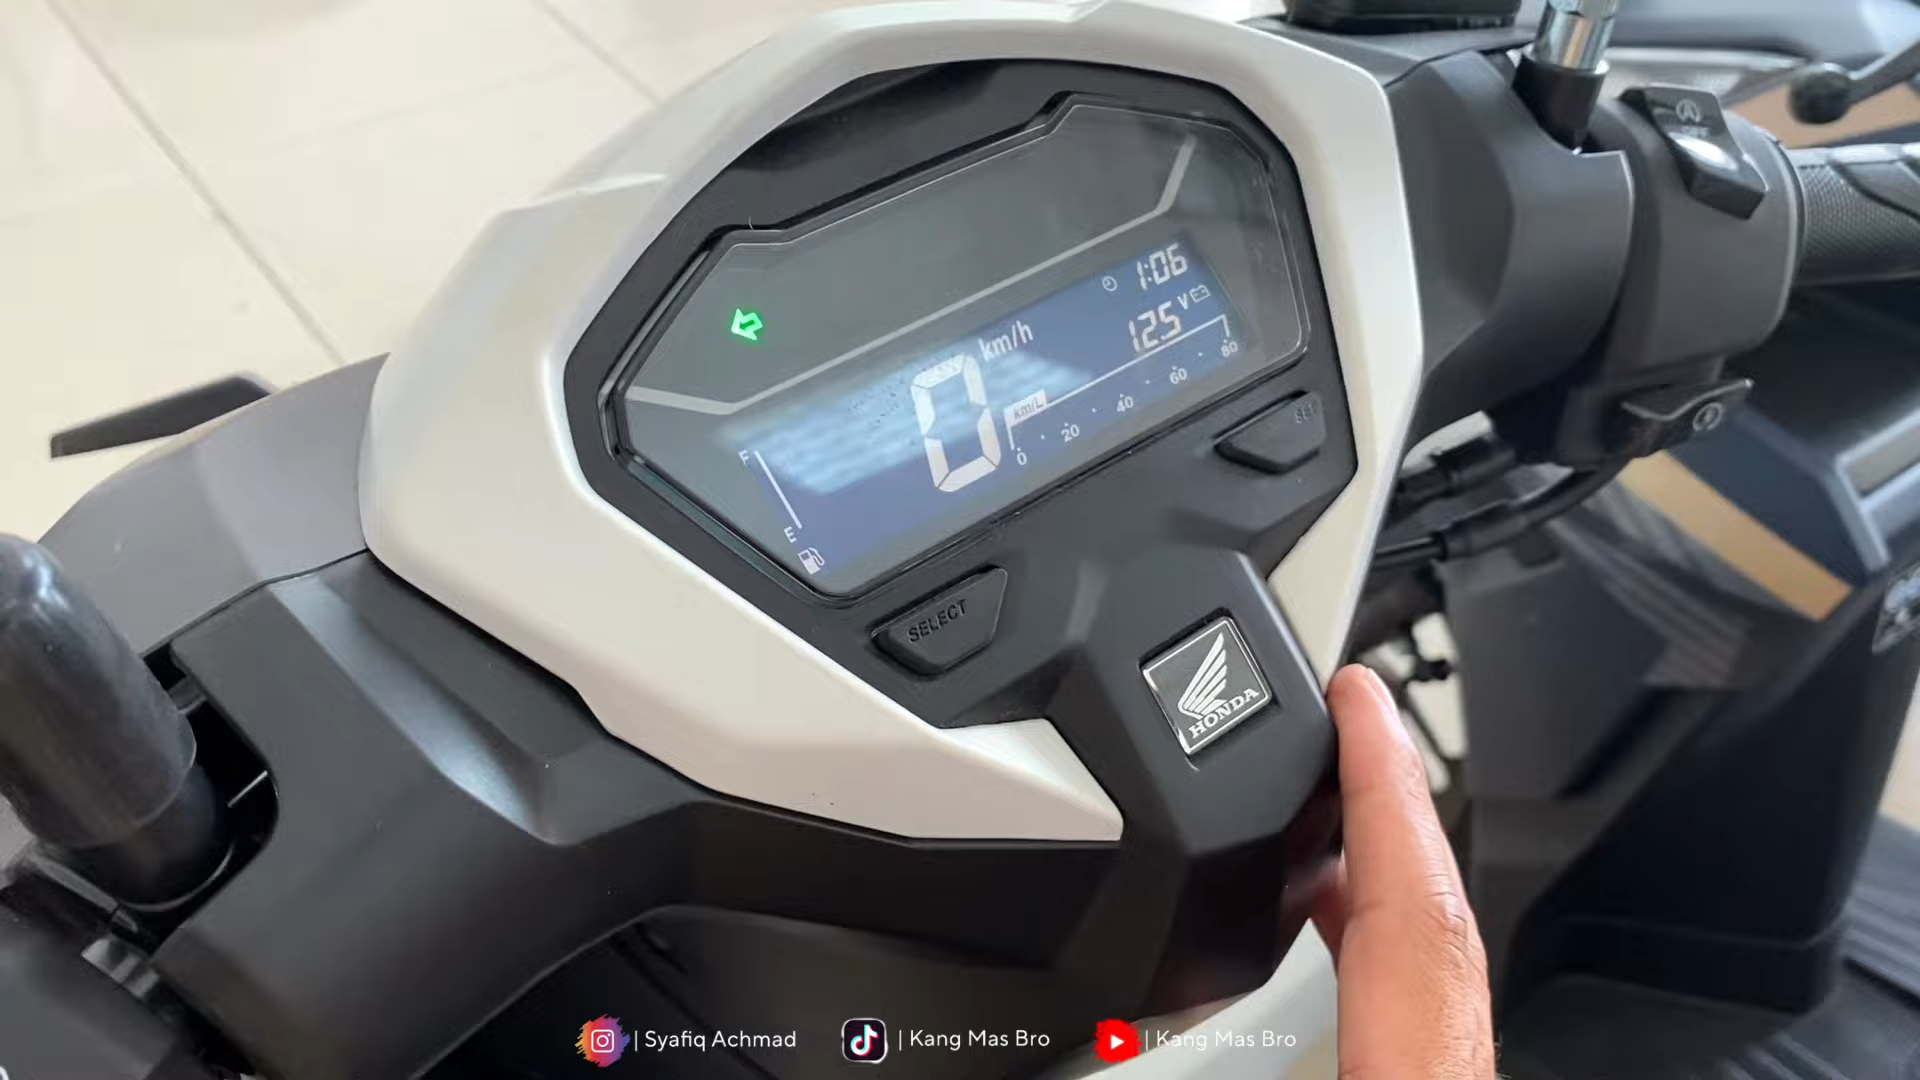 1:06
12.5 V
km/h
0
km/L
0 20 40 60 80
F
E
SET
SELECT
HONDA
A
| Syafiq Achmad
| Kang Mas Bro
| Kang Mas Bro